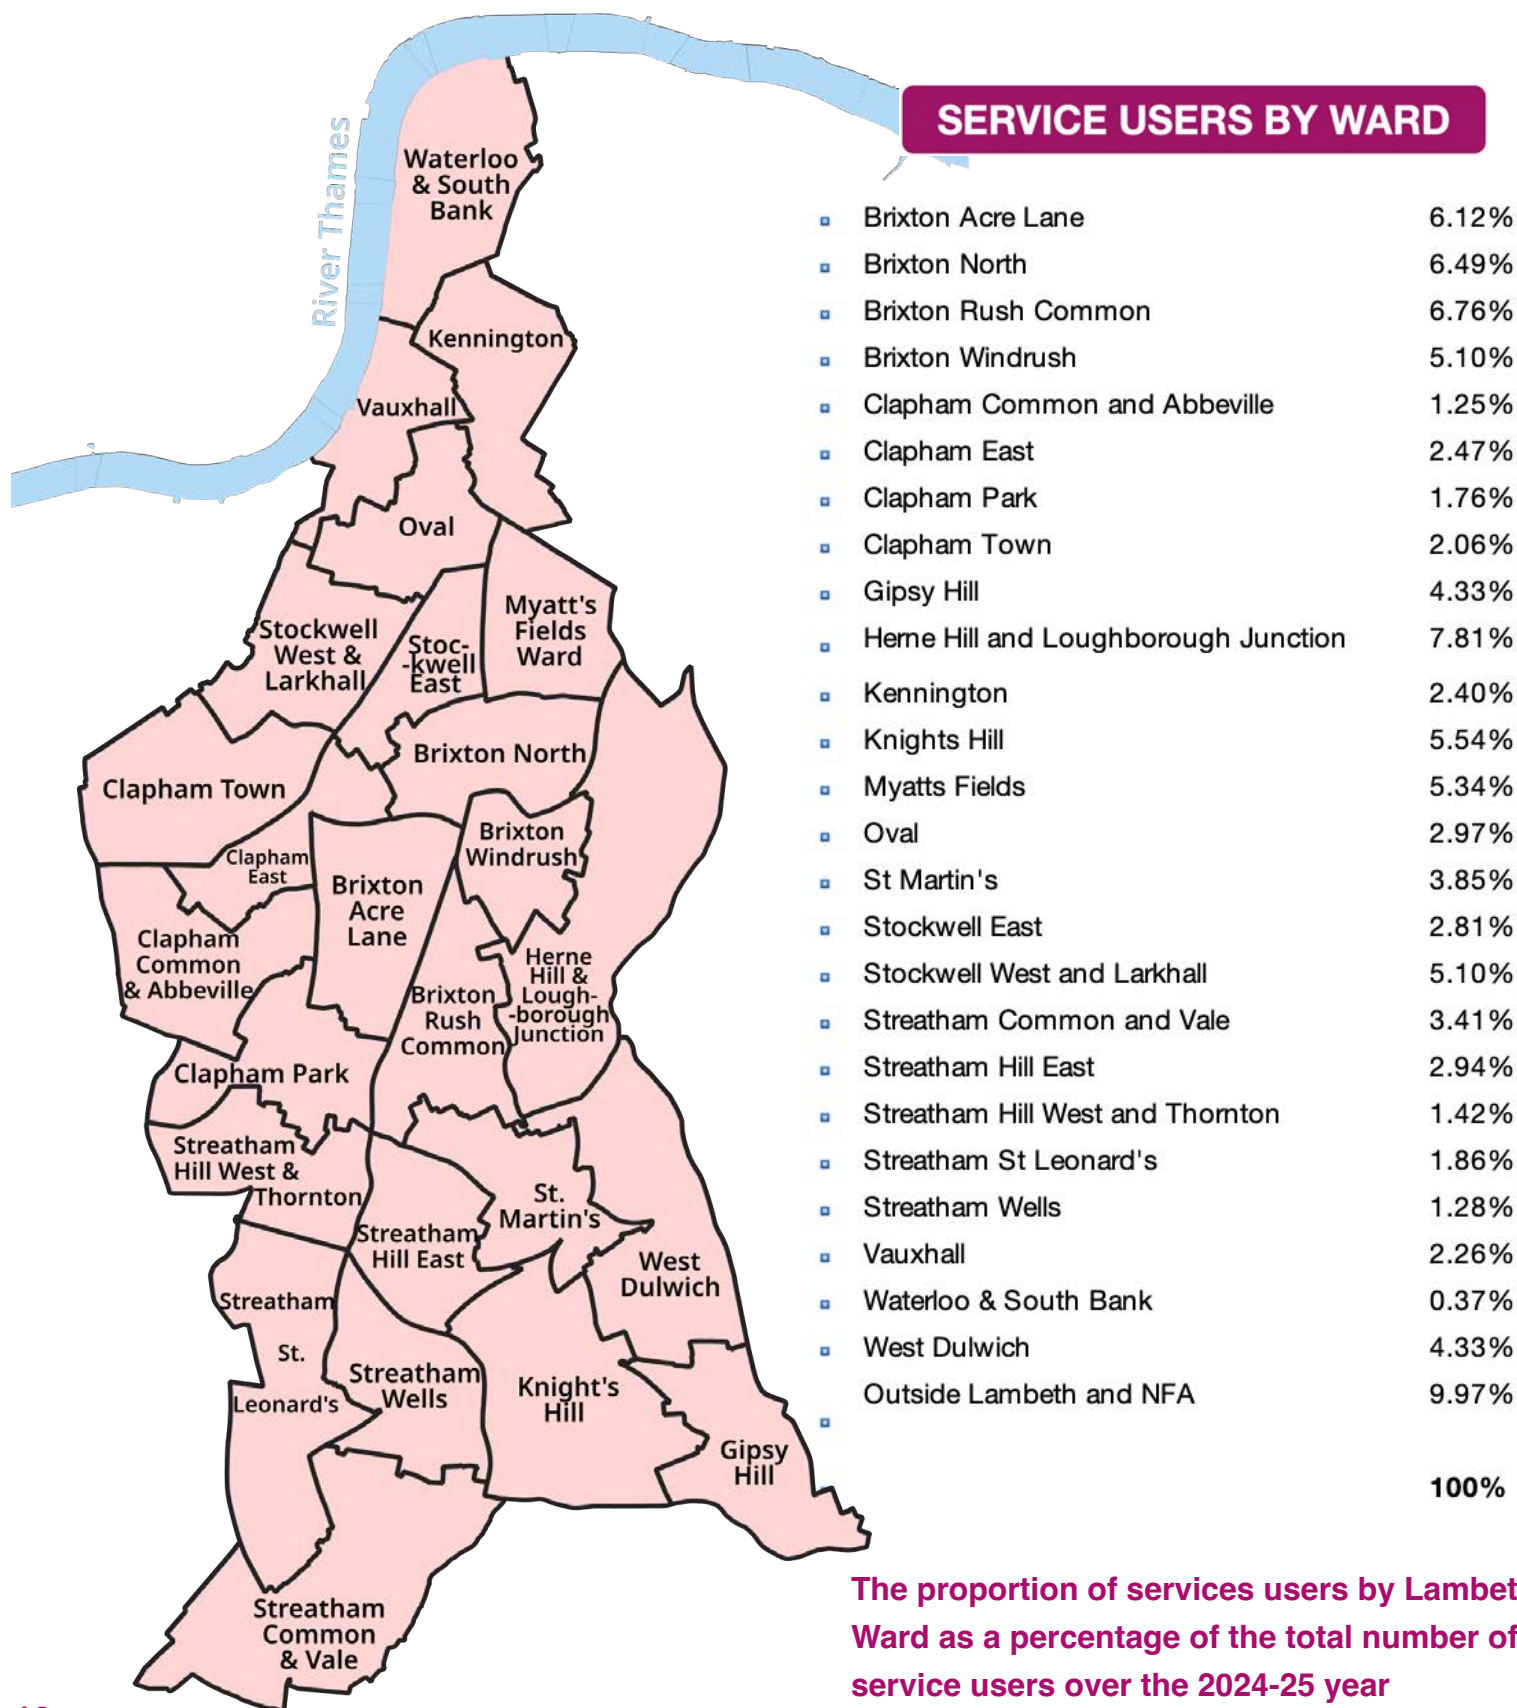 River Thames
Waterloo
& South
Bank
Kennington
Vauxhall
Oval
Myatt's
Fields
Ward
Stockwell
West &
Larkhall
Stoc-
-kwell
East
Brixton North
Clapham Town
Brixton
Windrush
Clapham
East
Brixton
Acre
Lane
Clapham
Common
& Abbeville
Herne
Hill &
Lough-
-borough
Junction
Brixton
Rush
Common
Clapham Park
Streatham
Hill West &
Thornton
St.
Martin's
Streatham
Hill East
West
Dulwich
Streatham
St.
Leonard's
Streatham
Wells
Knight's
Hill
Gipsy
Hill
Streatham
Common
& Vale
SERVICE USERS BY WARD
Brixton Acre Lane 6.12%
Brixton North 6.49%
Brixton Rush Common 6.76%
Brixton Windrush 5.10%
Clapham Common and Abbeville 1.25%
Clapham East 2.47%
Clapham Park 1.76%
Clapham Town 2.06%
Gipsy Hill 4.33%
Herne Hill and Loughborough Junction 7.81%
Kennington 2.40%
Knights Hill 5.54%
Myatts Fields 5.34%
Oval 2.97%
St Martin's 3.85%
Stockwell East 2.81%
Stockwell West and Larkhall 5.10%
Streatham Common and Vale 3.41%
Streatham Hill East 2.94%
Streatham Hill West and Thornton 1.42%
Streatham St Leonard's 1.86%
Streatham Wells 1.28%
Vauxhall 2.26%
Waterloo & South Bank 0.37%
West Dulwich 4.33%
Outside Lambeth and NFA 9.97%
100%
The proportion of services users by Lambet
Ward as a percentage of the total number of
service users over the 2024-25 year